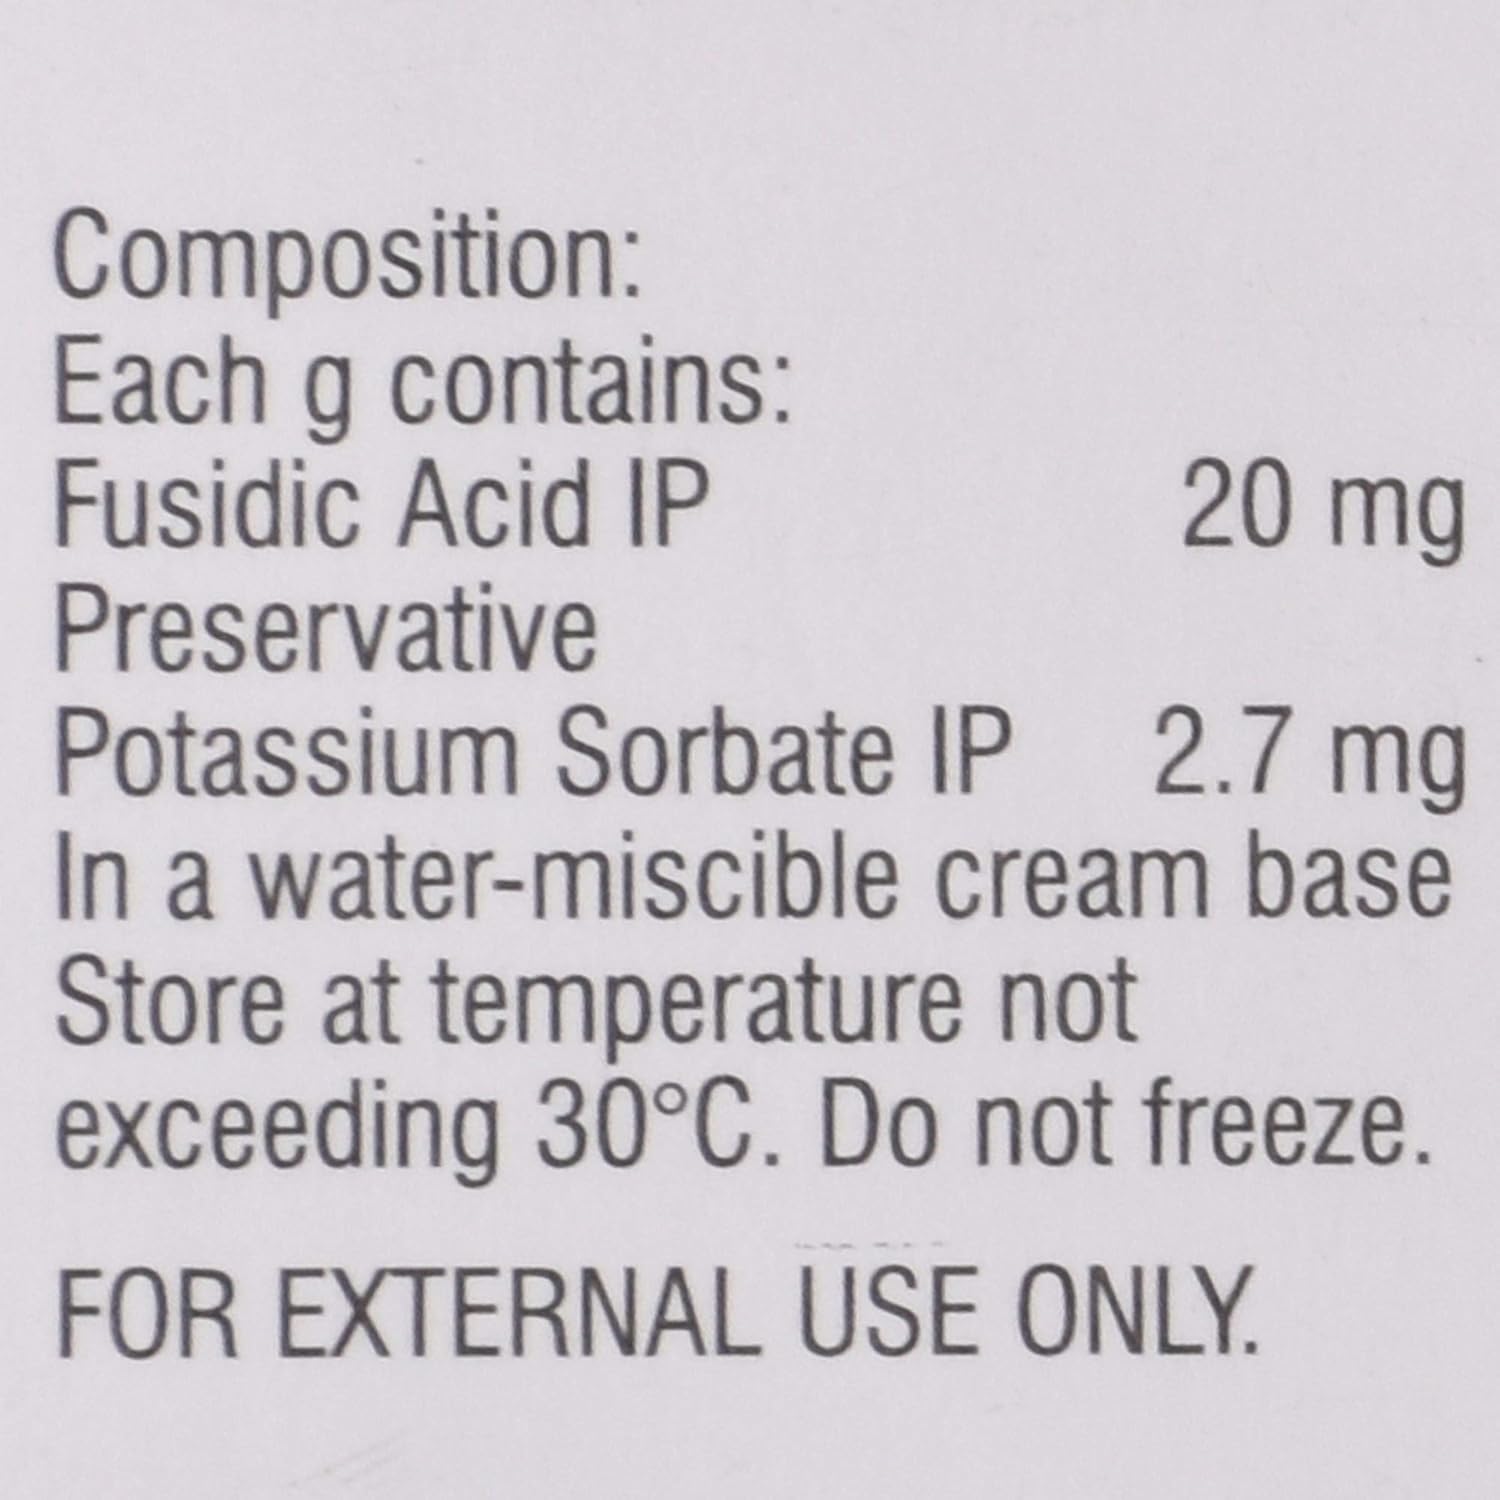 Composition:
Each g contains:
Fusidic Acid IP 20 mg
Preservative
Potassium Sorbate IP 2.7 mg
In a water-miscible cream base
Store at temperature not
exceeding 30°C. Do not freeze.
FOR EXTERNAL USE ONLY.